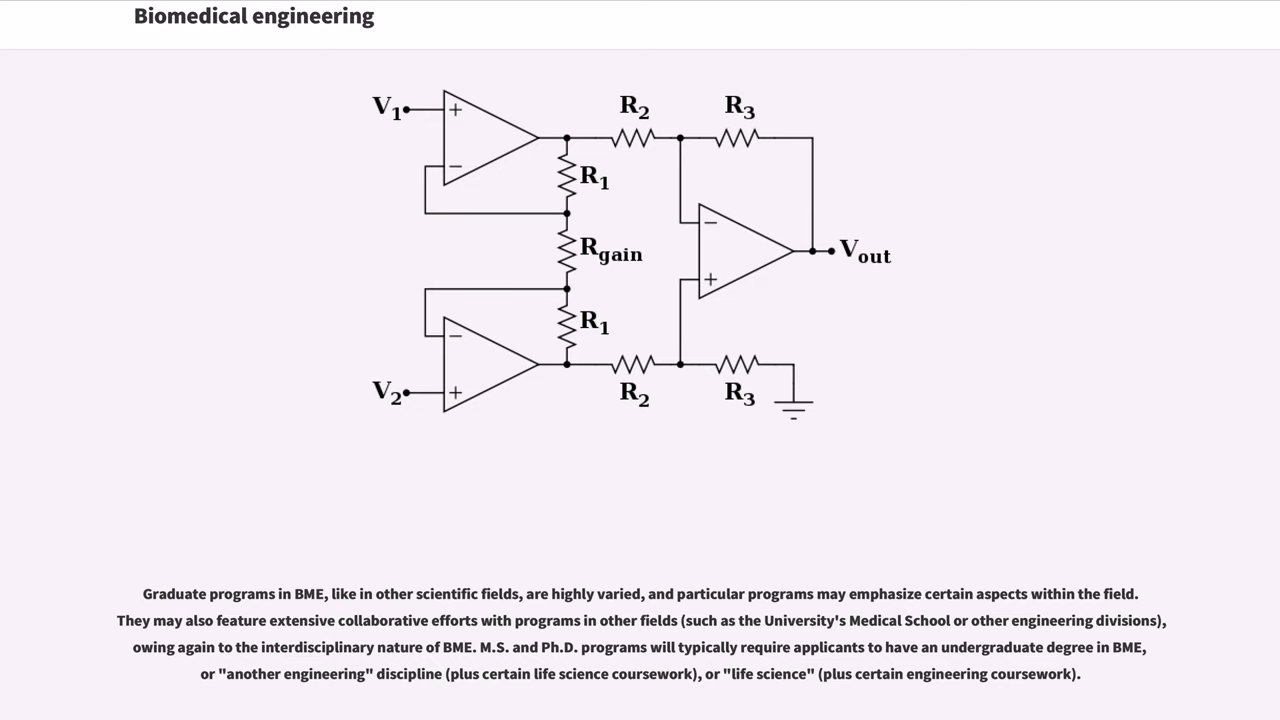 Biomedical engineering
V1
+
−
R2
R3
R1
Rgain
−
+
Vout
R1
−
+
V2
R2
R3
Graduate programs in BME, like in other scientific fields, are highly varied, and particular programs may emphasize certain aspects within the field.
They may also feature extensive collaborative efforts with programs in other fields (such as the University's Medical School or other engineering divisions),
owing again to the interdisciplinary nature of BME. M.S. and Ph.D. programs will typically require applicants to have an undergraduate degree in BME,
or "another engineering" discipline (plus certain life science coursework), or "life science" (plus certain engineering coursework).